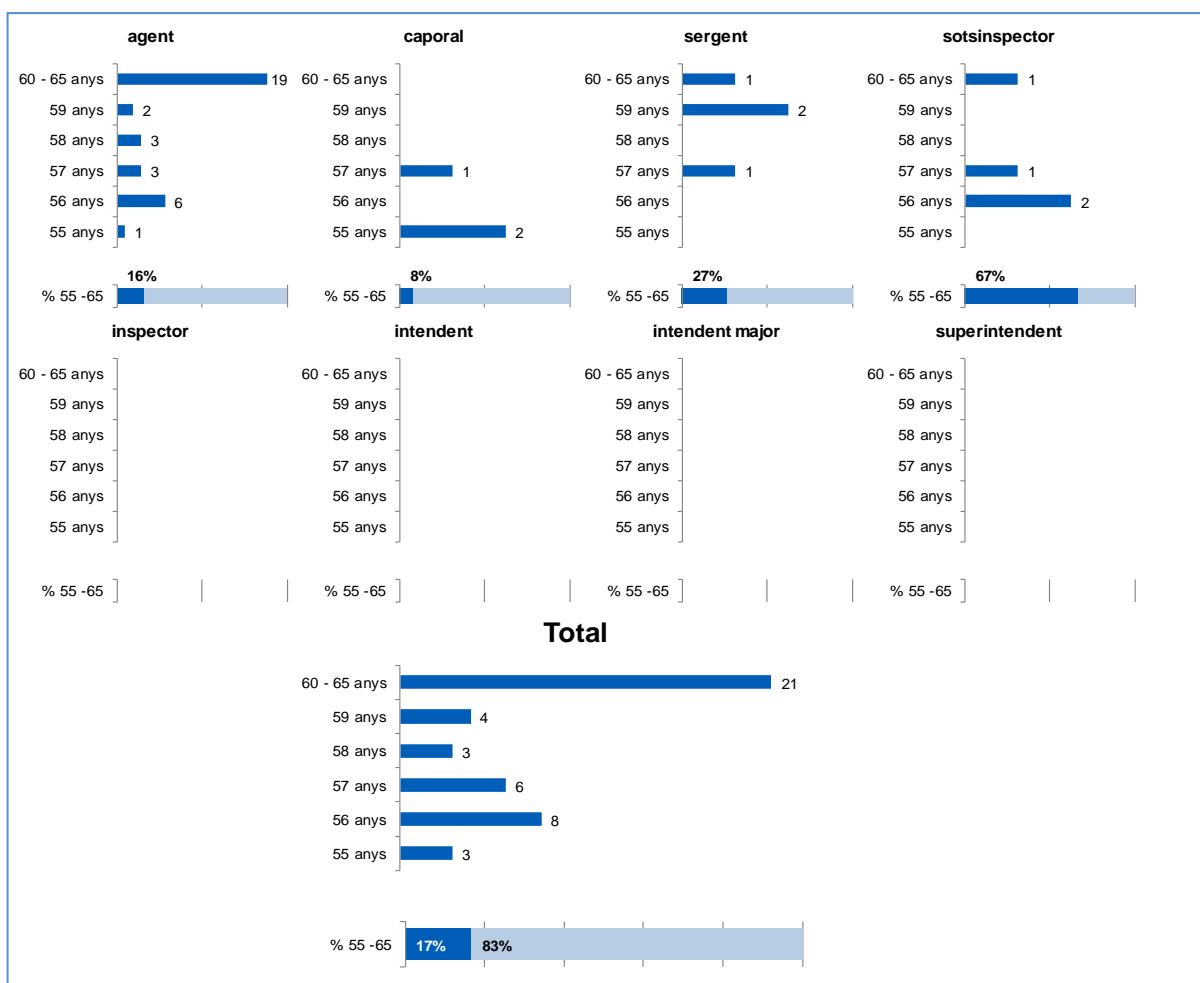 agent
60 - 65 anys 19
59 anys 2
58 anys 3
57 anys 3
56 anys 6
55 anys 1
16%
% 55 -65
caporal
60 - 65 anys
59 anys
58 anys
57 anys 1
56 anys
55 anys 2
8%
% 55 -65
sergent
60 - 65 anys 1
59 anys 2
58 anys
57 anys 1
56 anys
55 anys
27%
% 55 -65
sotsinspector
60 - 65 anys 1
59 anys
58 anys
57 anys 1
56 anys 2
55 anys
67%
% 55 -65
inspector
60 - 65 anys
59 anys
58 anys
57 anys
56 anys
55 anys
% 55 -65
intendent
60 - 65 anys
59 anys
58 anys
57 anys
56 anys
55 anys
% 55 -65
intendent major
60 - 65 anys
59 anys
58 anys
57 anys
56 anys
55 anys
% 55 -65
superintendent
60 - 65 anys
59 anys
58 anys
57 anys
56 anys
55 anys
% 55 -65
Total
60 - 65 anys 21
59 anys 4
58 anys 3
57 anys 6
56 anys 8
55 anys 3
% 55 -65 17% 83%